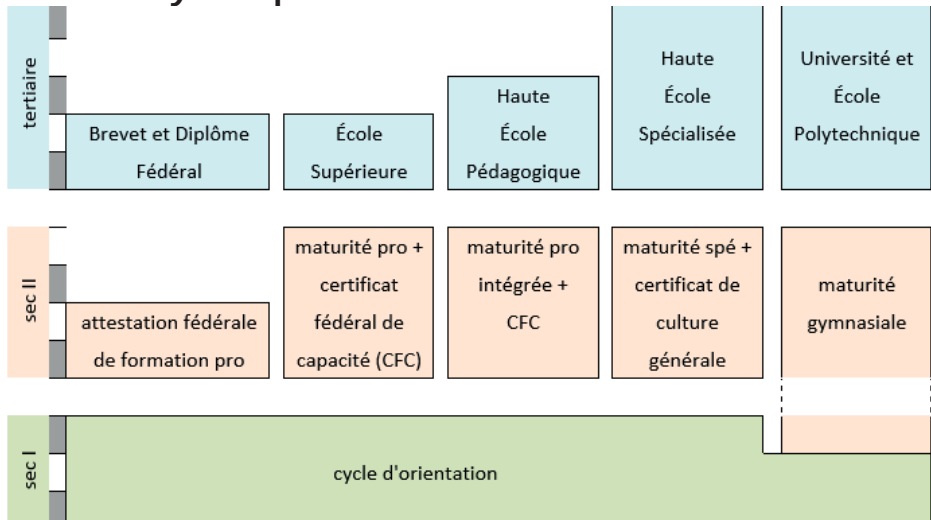 tertiaire
Brevet et Diplôme
Fédéral
École
Supérieure
Haute
École
Pédagogique
Haute
École
Spécialisée
Université et
École
Polytechnique
sec II
attestation fédérale
de formation pro
maturité pro +
certificat
fédéral de
capacité (CFC)
maturité pro
intégrée +
CFC
maturité spé +
certificat de
culture
générale
maturité
gymnasiale
sec I
cycle d'orientation